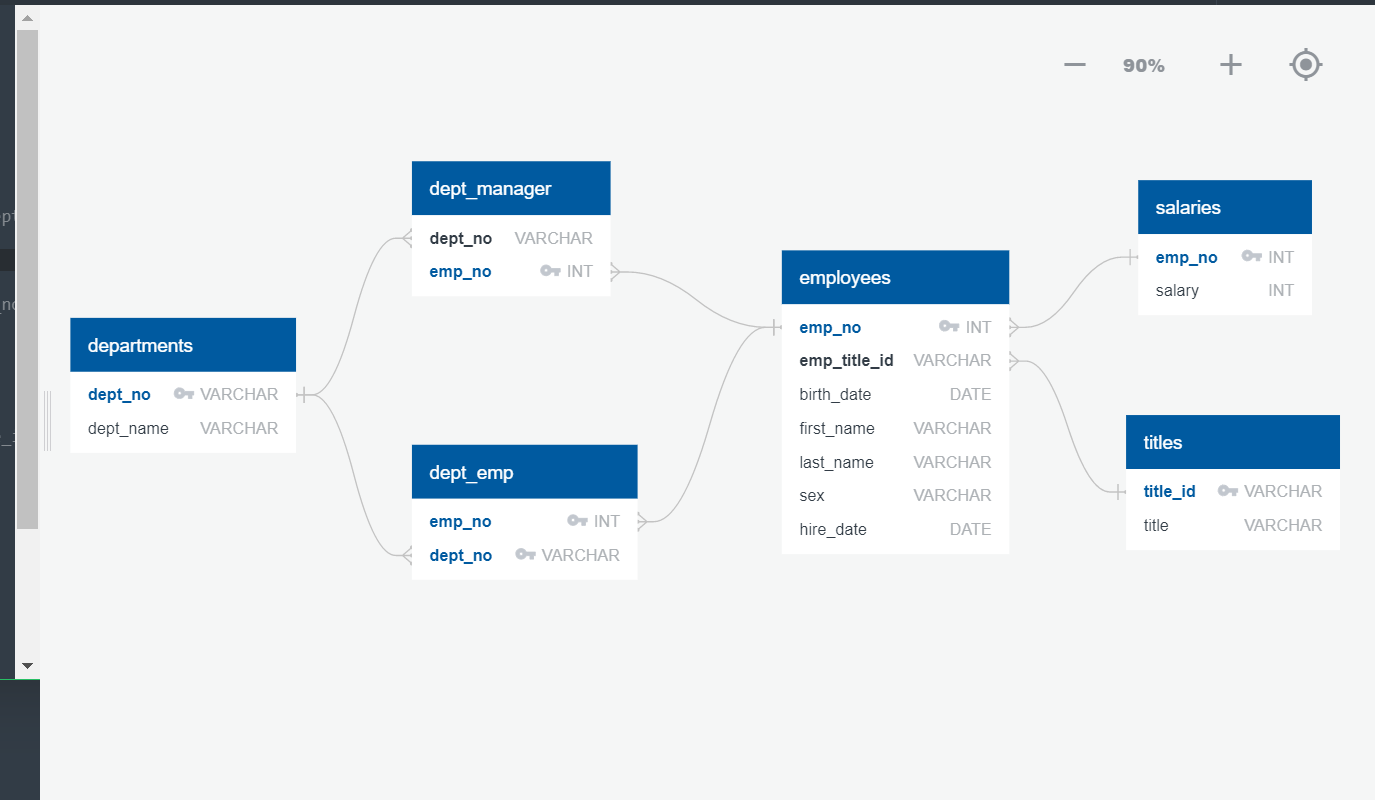 90%
dept_manager
dept_no VARCHAR
emp_no INT
departments
dept_no VARCHAR
dept_name VARCHAR
dept_emp
emp_no INT
dept_no VARCHAR
employees
emp_no INT
emp_title_id VARCHAR
birth_date DATE
first_name VARCHAR
last_name VARCHAR
sex VARCHAR
hire_date DATE
salaries
emp_no INT
salary INT
titles
title_id VARCHAR
title VARCHAR